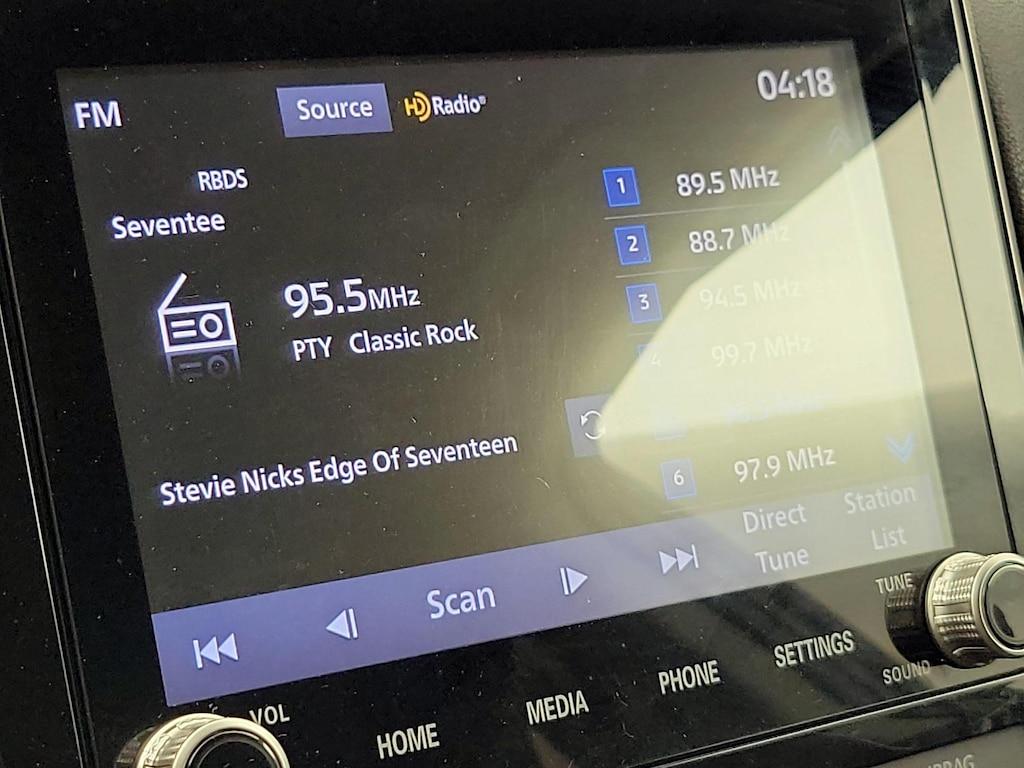 FM
Source
HD Radio®
04:18
RBDS
Seventee
95.5MHz
PTY Classic Rock
1 89.5 MHz
2 88.7 MHz
3 94.5 MHz
4 99.7 MHz
6 97.9 MHz
Stevie Nicks Edge Of Seventeen
Scan
Direct
Tune
Station
List
VOL
HOME
MEDIA
PHONE
SETTINGS
TUNE
SOUND